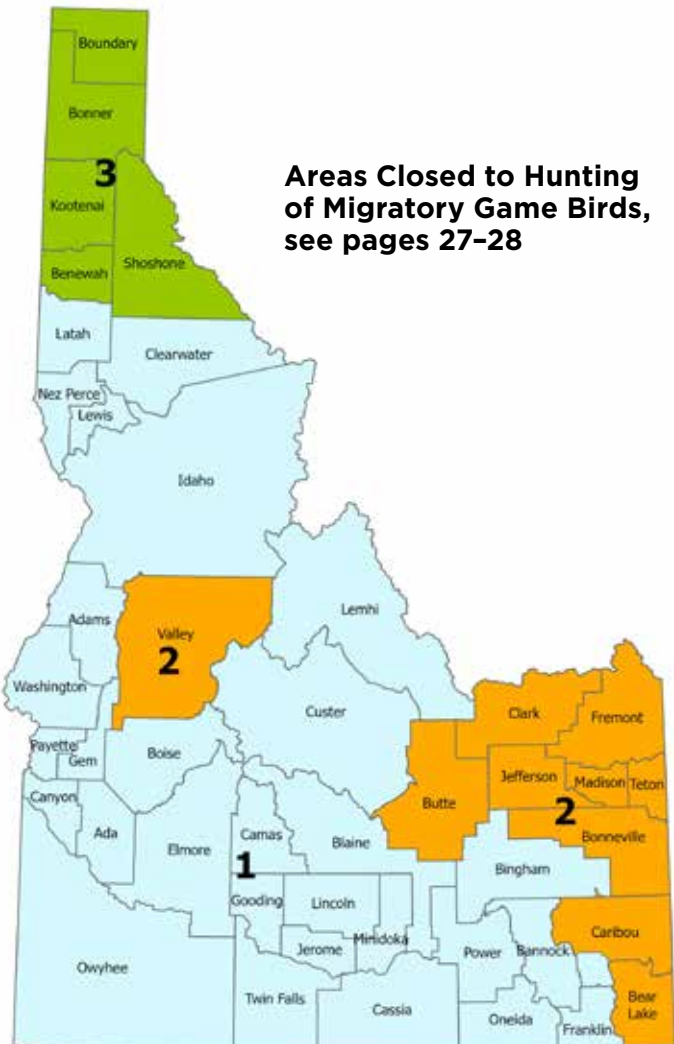 Boundary
Bonner
3
Kootenai
Shoshone
Benewah
Areas Closed to Hunting
of Migratory Game Birds,
see pages 27–28
Latah
Clearwater
Nez Perce
Lewis
Idaho
Adams
Valley
2
Lemhi
Washington
Custer
Clark
Fremont
Payette
Gem
Boise
Jefferson
Madison
Teton
Canyon
Butte
2
Ada
Elmore
Camas
Blaine
Bonneville
1
Bingham
Gooding
Lincoln
Minidoka
Jerome
Power
Bannock
Caribou
Owyhee
Twin Falls
Cassia
Oneida
Franklin
Bear
Lake